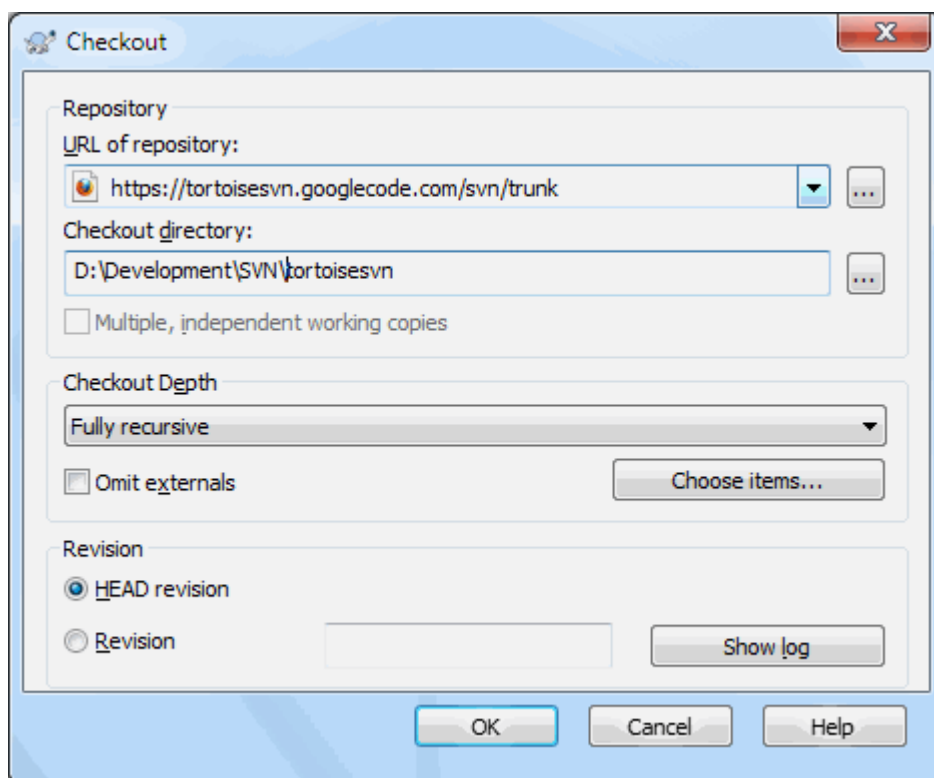 Checkout
Repository
URL of repository:
https://tortoisesvn.googlecode.com/svn/trunk
...
Checkout directory:
D:\Development\SVN\tortoisesvn
...
Multiple, independent working copies
Checkout Depth
Fully recursive
Omit externals
Choose items...
Revision
HEAD revision
Revision
Show log
OK Cancel Help